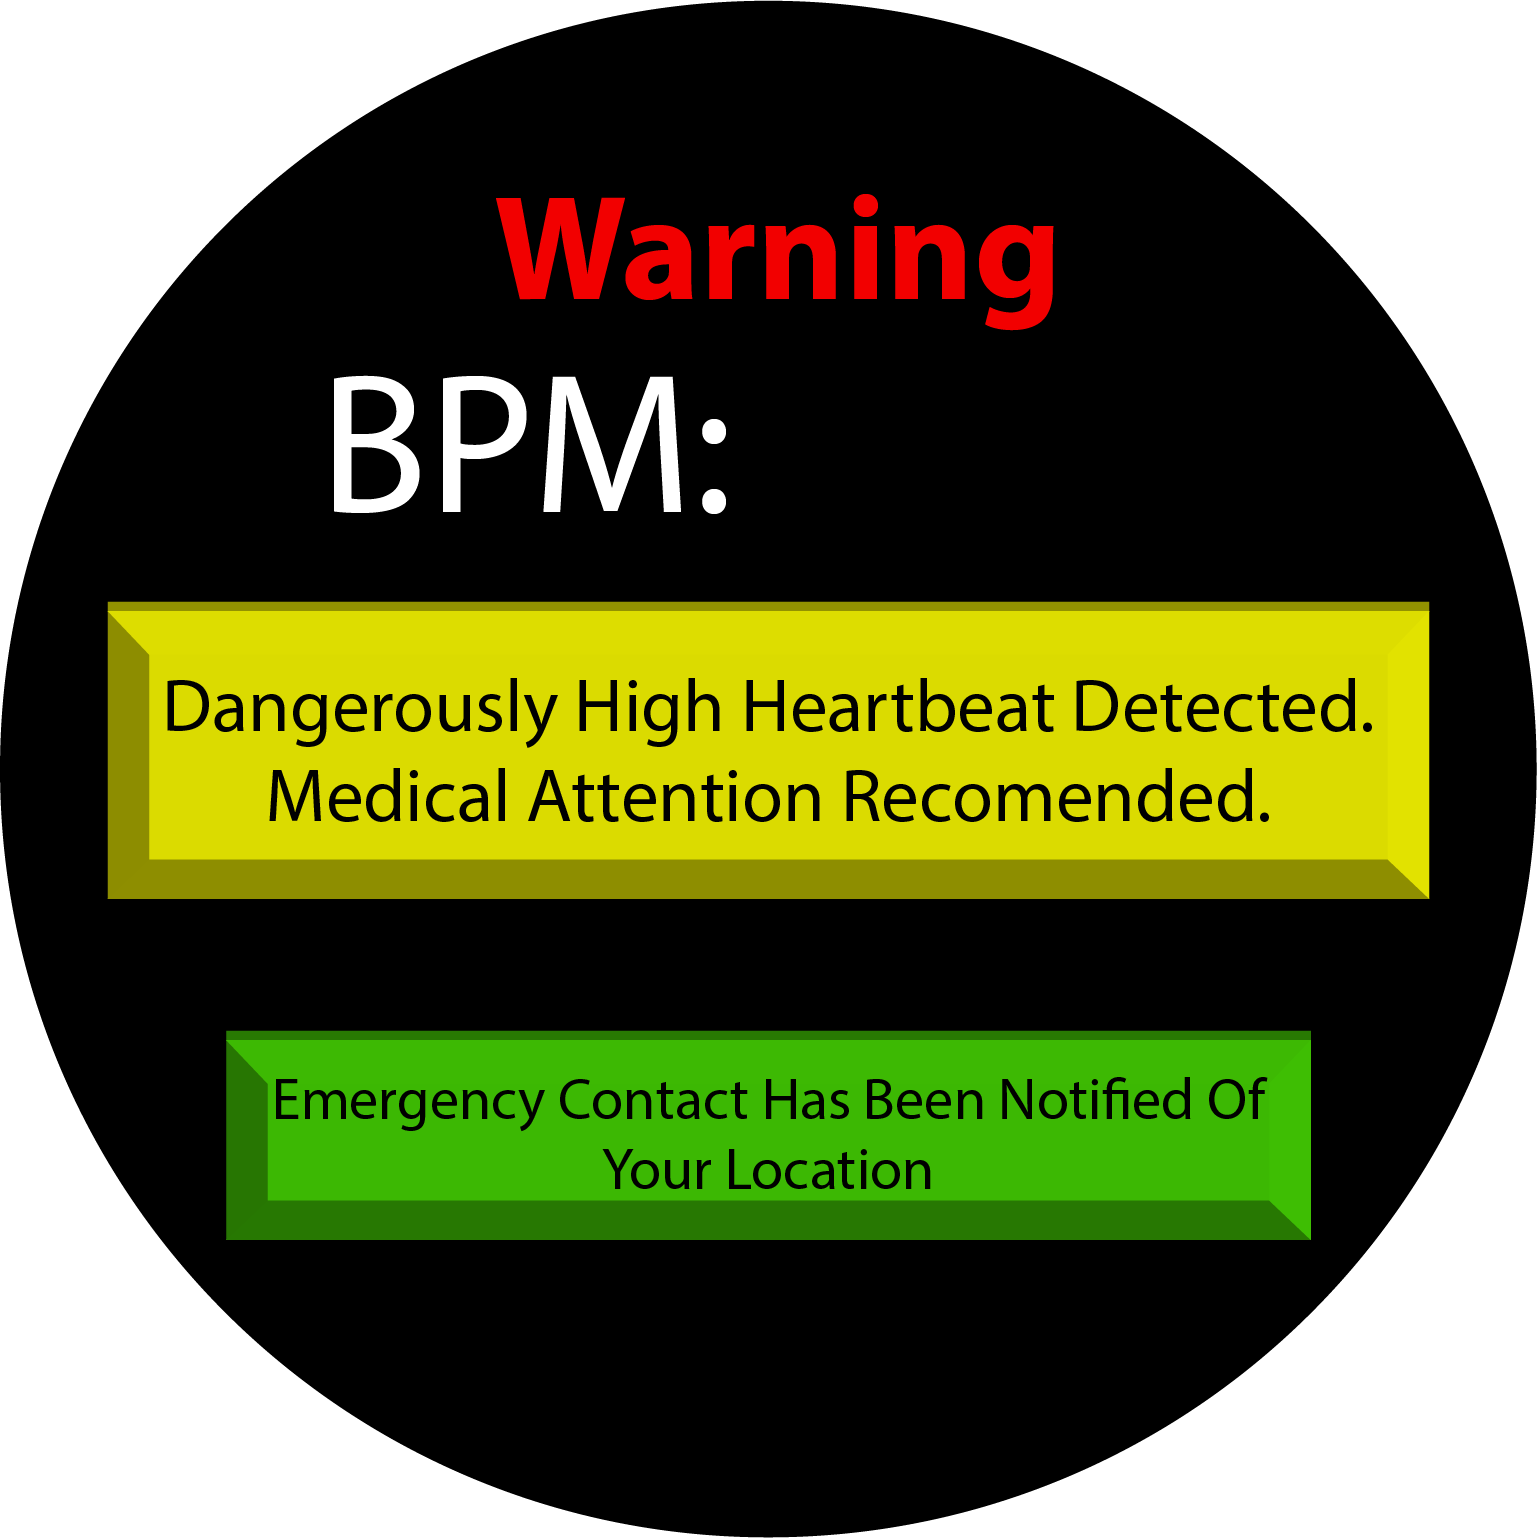 Warning
BPM:
Dangerously High Heartbeat Detected.
Medical Attention Recomended.
Emergency Contact Has Been Notified Of
Your Location